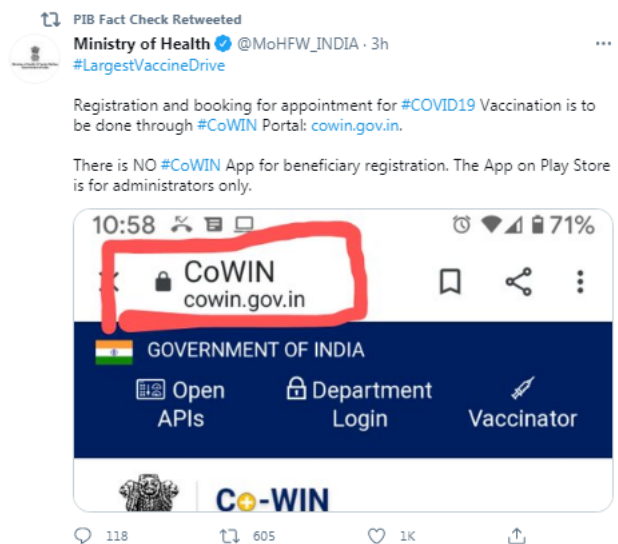 PIB Fact Check Retweeted
Ministry of Health @MoHFW_INDIA · 3h
#LargestVaccineDrive
Registration and booking for appointment for #COVID19 Vaccination is to
be done through #CoWIN Portal: cowin.gov.in.
There is NO #CoWIN App for beneficiary registration. The App on Play Store
is for administrators only.
10:58 71%
CoWIN
cowin.gov.in
GOVERNMENT OF INDIA
Open
APIs
Department
Login
Vaccinator
Co-WIN
118 605 1K